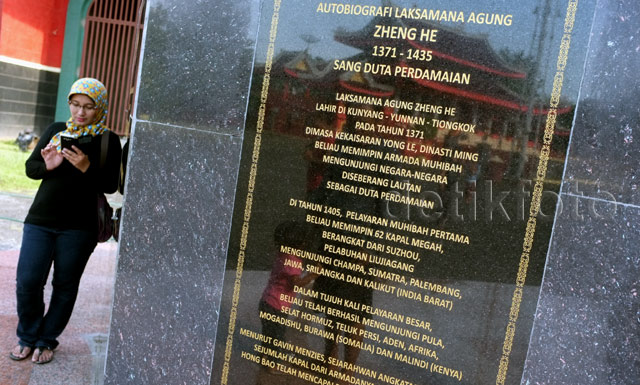 AUTOBIOGRAFI LAKSAMANA AGUNG
ZHENG HE
1371 - 1435
SANG DUTA PERDAMAIAN
LAKSAMANA AGUNG ZHENG HE
LAHIR DI KUNYANG - YUNNAN - TIONGKOK
PADA TAHUN 1371
DIMASA KEKAISARAN YONG LE, DINASTI MING
BELIAU MEMIMPIN ARMADA MUHIBAH
MENGUNJUNGI NEGARA-NEGARA
DISEBERANG LAUTAN
SEBAGAI DUTA PERDAMAIAN
DI TAHUN 1405, PELAYARAN MUHIBAH PERTAMA
BELIAU MEMIMPIN 62 KAPAL MEGAH,
BERANGKAT DARI SUZHOU,
PELABUHAN LIUJIAGANG
MENGUNJUNGI CHAMPA, SUMATRA, PALEMBANG,
JAWA, SRILANGKA DAN KALIKUT (INDIA BARAT)
DALAM TUJUH KALI PELAYARAN BESAR,
BELIAU TELAH BERHASIL MENGUNJUNGI PULA,
SELAT HORMUZ, TELUK PERSI, ADEN, AFRIKA,
MOGADISHU, BURAWA (SOMALIA) DAN MALINDI (KENYA)
MENURUT GAVIN MENZIES, SEJARAHWAN ANGKATA
SEJUMLAH KAPAL DARI ARMADANYA
HONG BAO TELAH MENCAPA
detikfoto